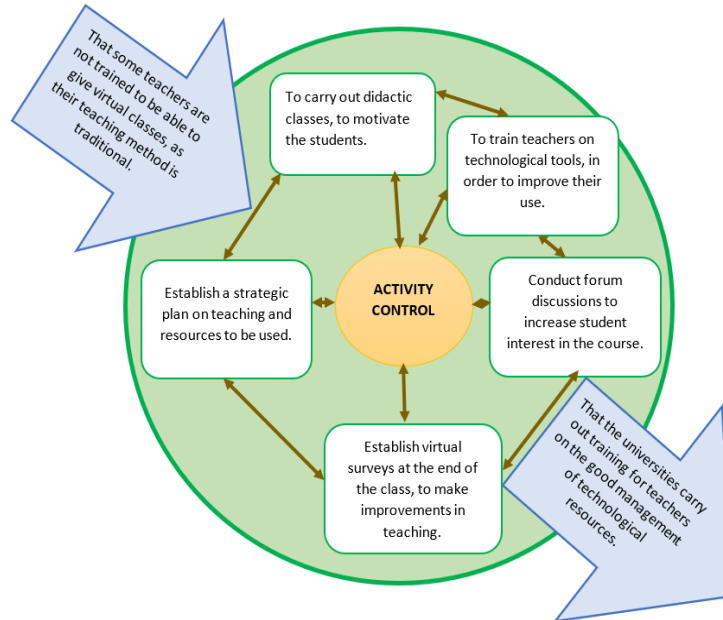 That some teachers are
not trained to be able to
give virtual classes, as
their teaching method is
traditional.
To carry out didactic
classes, to motivate
the students.
To train teachers on
technological tools, in
order to improve their
use.
Establish a strategic
plan on teaching and
resources to be used.
ACTIVITY
CONTROL
Conduct forum
discussions to
increase student
interest in the course.
Establish virtual
surveys at the end of
the class, to make
improvements in
teaching.
That the universities carry
out training for teachers
on the good management
of technological
resources.